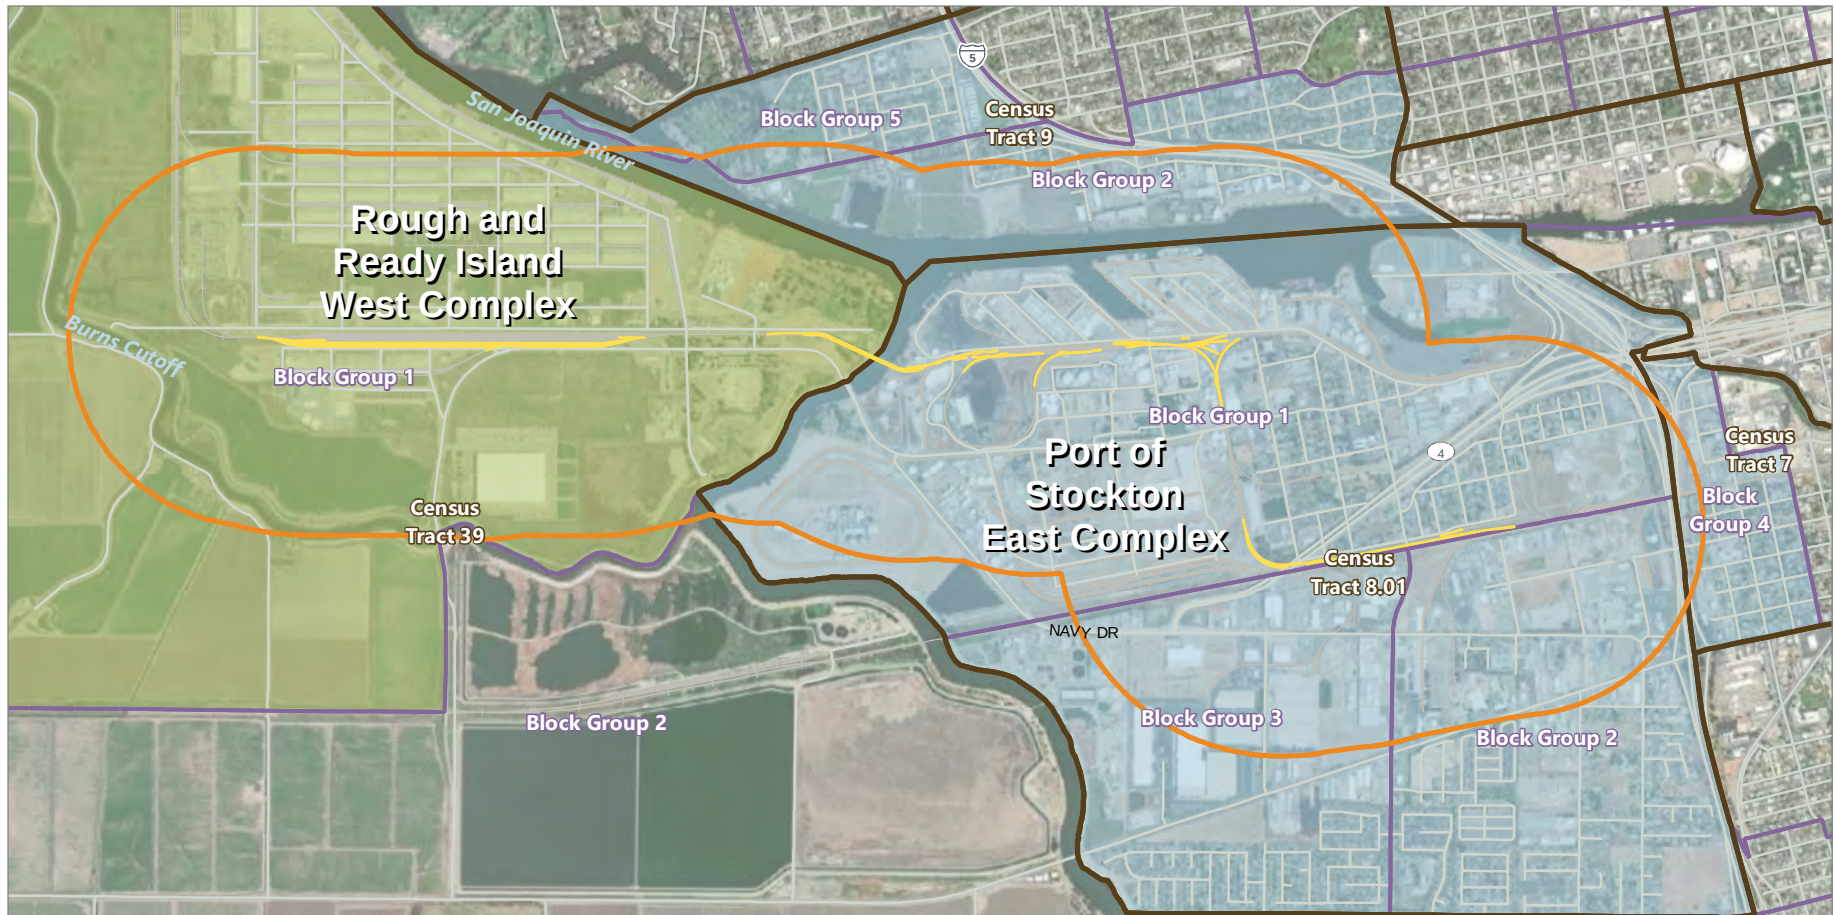 5
San Joaquin River
Block Group 5
Census
Tract 9
Block Group 2
Rough and
Ready Island
West Complex
Burns Cutoff
Block Group 1
Block Group 1
Port of
Stockton
East Complex
4
Census
Tract 7
Block
Group 4
Census
Tract 39
Census
Tract 8.01
NAVY DR
Block Group 2
Block Group 3
Block Group 2